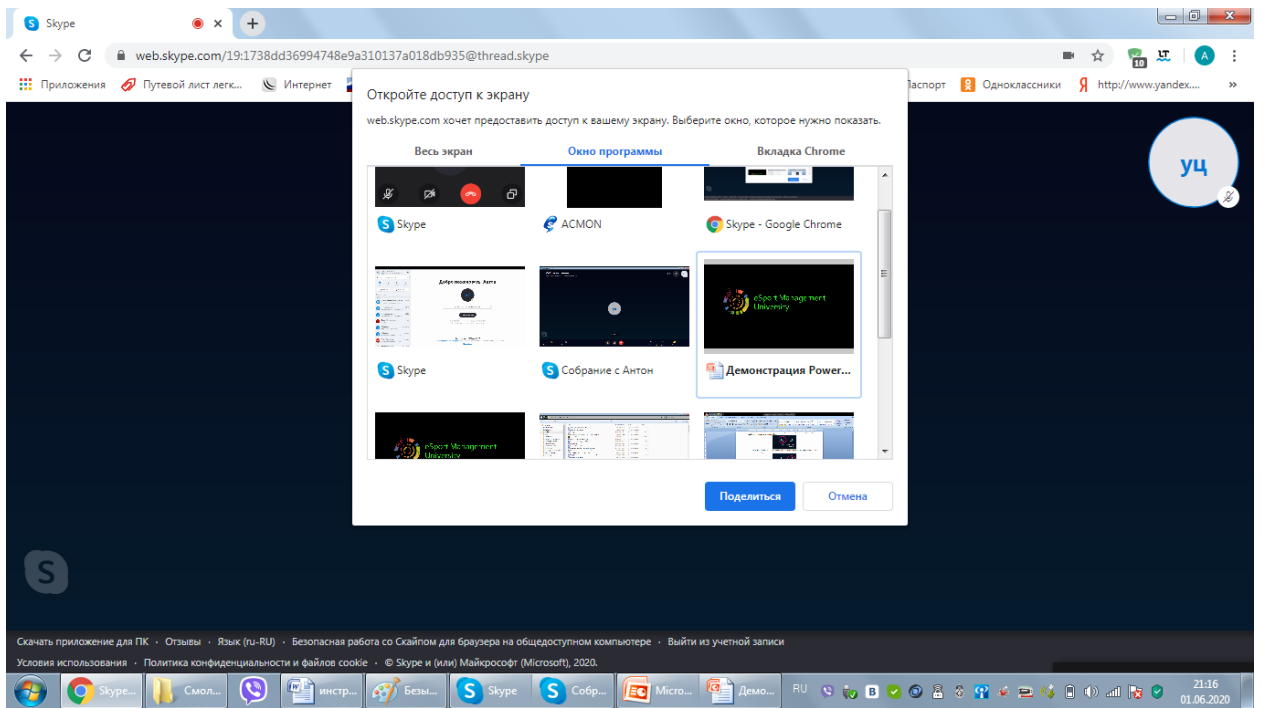 Skype
web.skype.com/19:1738dd36994748e9a310137a018db935@thread.skype
10
A
Приложения
Путевой лист легк...
Интернет
Паспорт
Одноклассники
http://www.yandex....
»
Откройте доступ к экрану
web.skype.com хочет предоставить доступ к вашему экрану. Выберите окно, которое нужно показать.
Весь экран
Окно программы
Вкладка Chrome
УЦ
Skype
ACMON
Skype - Google Chrome
eSport Management
University
Skype
Собрание с Антон
Демонстрация Power...
eSport Management
University
Поделиться
Отмена
Скачать приложение для ПК · Отзывы · Язык (ru-RU) · Безопасная работа со Скайпом для браузера на общедоступном компьютере · Выйти из учетной записи
Условия использования · Политика конфиденциальности и файлов cookie · © Skype и (или) Майкрософт (Microsoft), 2020.
Skype...
Смол...
инстр...
Безы...
Skype
Собр...
Micro...
Демо...
RU
21:16
01.06.2020